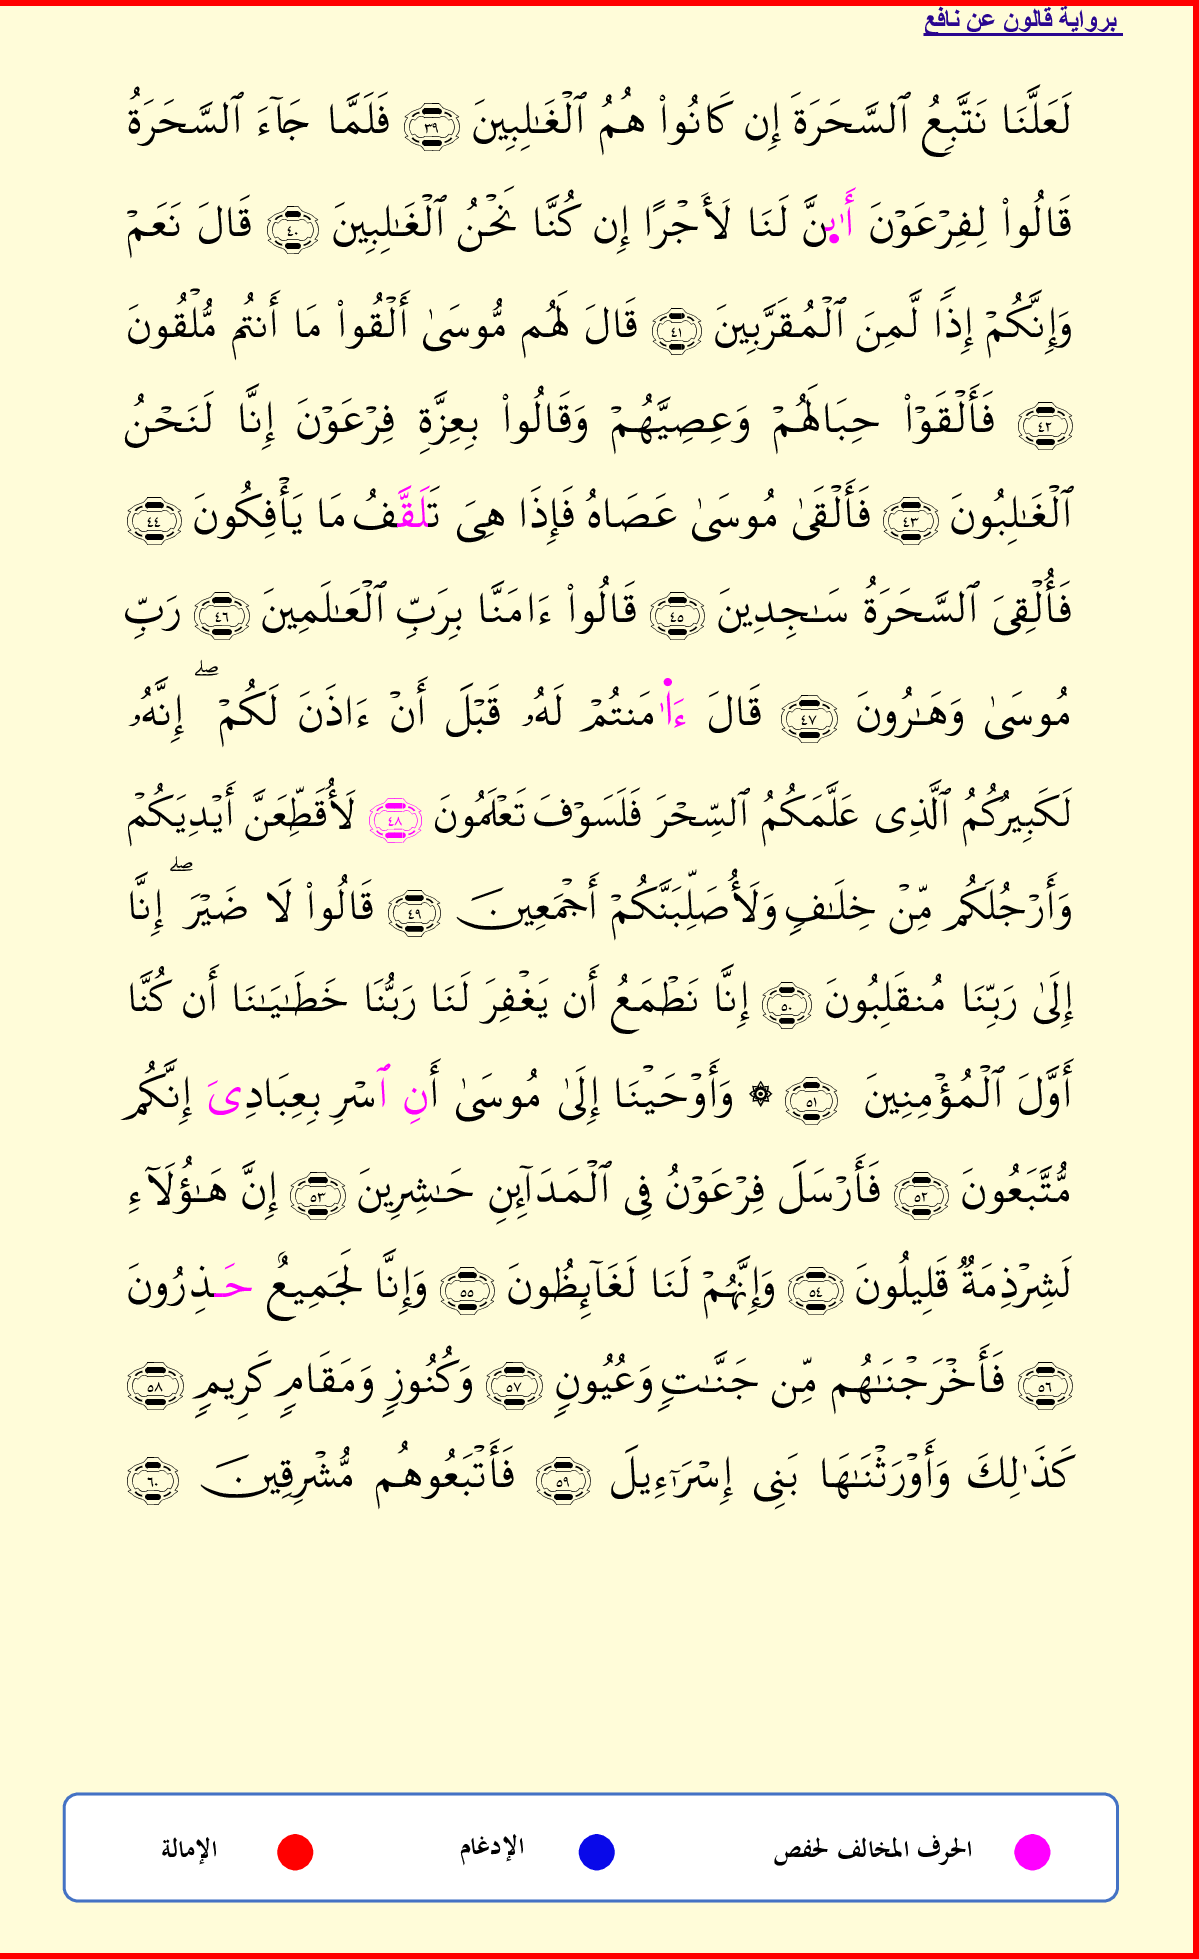 برواية قالون عن نافع
لَعَلَّنَا نَتَّبِعُ ٱلسَّحَرَةَ إِن كَانُوا۟ هُمُ ٱلْغَـٰلِبِينَ ٣٩ فَلَمَّا جَآءَ ٱلسَّحَرَةُ
قَالُوا۟ لِفِرْعَوْنَ أَا۬ىِٕنَّ لَنَا لَأَجْرًا إِن كُنَّا نَحْنُ ٱلْغَـٰلِبِينَ ٤٠ قَالَ نَعَمْ
وَإِنَّكُمْ إِذًا لَّمِنَ ٱلْمُقَرَّبِينَ ٤١ قَالَ لَهُم مُّوسَىٰ أَلْقُوا۟ مَا أَنتُم مُّلْقُونَ
٤٢ فَأَلْقَوْا۟ حِبَالَهُمْ وَعِصِيَّهُمْ وَقَالُوا۟ بِعِزَّةِ فِرْعَوْنَ إِنَّا لَنَحْنُ
ٱلْغَـٰلِبُونَ ٤٣ فَأَلْقَىٰ مُوسَىٰ عَصَاهُ فَإِذَا هِىَ تَلَقَّفُ مَا يَأْفِكُونَ ٤٤
فَأُلْقِىَ ٱلسَّحَرَةُ سَـٰجِدِينَ ٤٥ قَالُوا۟ ءَامَنَّا بِرَبِّ ٱلْعَـٰلَمِينَ ٤٦ رَبِّ
مُوسَىٰ وَهَـٰرُونَ ٤٧ قَالَ ءَاٰ۬مَنتُمْ لَهُۥ قَبْلَ أَنْ ءَاذَنَ لَكُمْ ۖ إِنَّهُۥ
لَكَبِيرُكُمُ ٱلَّذِى عَلَّمَكُمُ ٱلسِّحْرَ فَلَسَوْفَ تَعْلَمُونَ ٤٨ لَأُقَطِّعَنَّ أَيْدِيَكُمْ
وَأَرْجُلَكُم مِّنْ خِلَـٰفٍ وَلَأُصَلِّبَنَّكُمْ أَجْمَعِينَ ٤٩ قَالُوا۟ لَا ضَيْرَ ۖ إِنَّا
إِلَىٰ رَبِّنَا مُنقَلِبُونَ ٥٠ إِنَّا نَطْمَعُ أَن يَغْفِرَ لَنَا رَبُّنَا خَطَـٰيَـٰنَا أَن كُنَّا
أَوَّلَ ٱلْمُؤْمِنِينَ ٥١ ۞ وَأَوْحَيْنَا إِلَىٰ مُوسَىٰ أَنِ ٱسْرِ بِعِبَادِىَ إِنَّكُم
مُّتَّبَعُونَ ٥٢ فَأَرْسَلَ فِرْعَوْنُ فِى ٱلْمَدَآئِنِ حَـٰشِرِينَ ٥٣ إِنَّ هَـٰؤُلَآءِ
لَشِرْذِمَةٌ قَلِيلُونَ ٥٤ وَإِنَّهُمْ لَنَا لَغَآئِظُونَ ٥٥ وَإِنَّا لَجَمِيعٌ حَـذِرُونَ
٥٦ فَأَخْرَجْنَـٰهُم مِّن جَنَّـٰتٍ وَعُيُونٍ ٥٧ وَكُنُوزٍ وَمَقَامٍ كَرِيمٍ ٥٨
كَذَٰلِكَ وَأَوْرَثْنَـٰهَا بَنِى إِسْرَٰٓءِيلَ ٥٩ فَأَتْبَعُوهُم مُّشْرِقِينَ ٦٠
الحرف المخالف لحفص الإدغام الإمالة